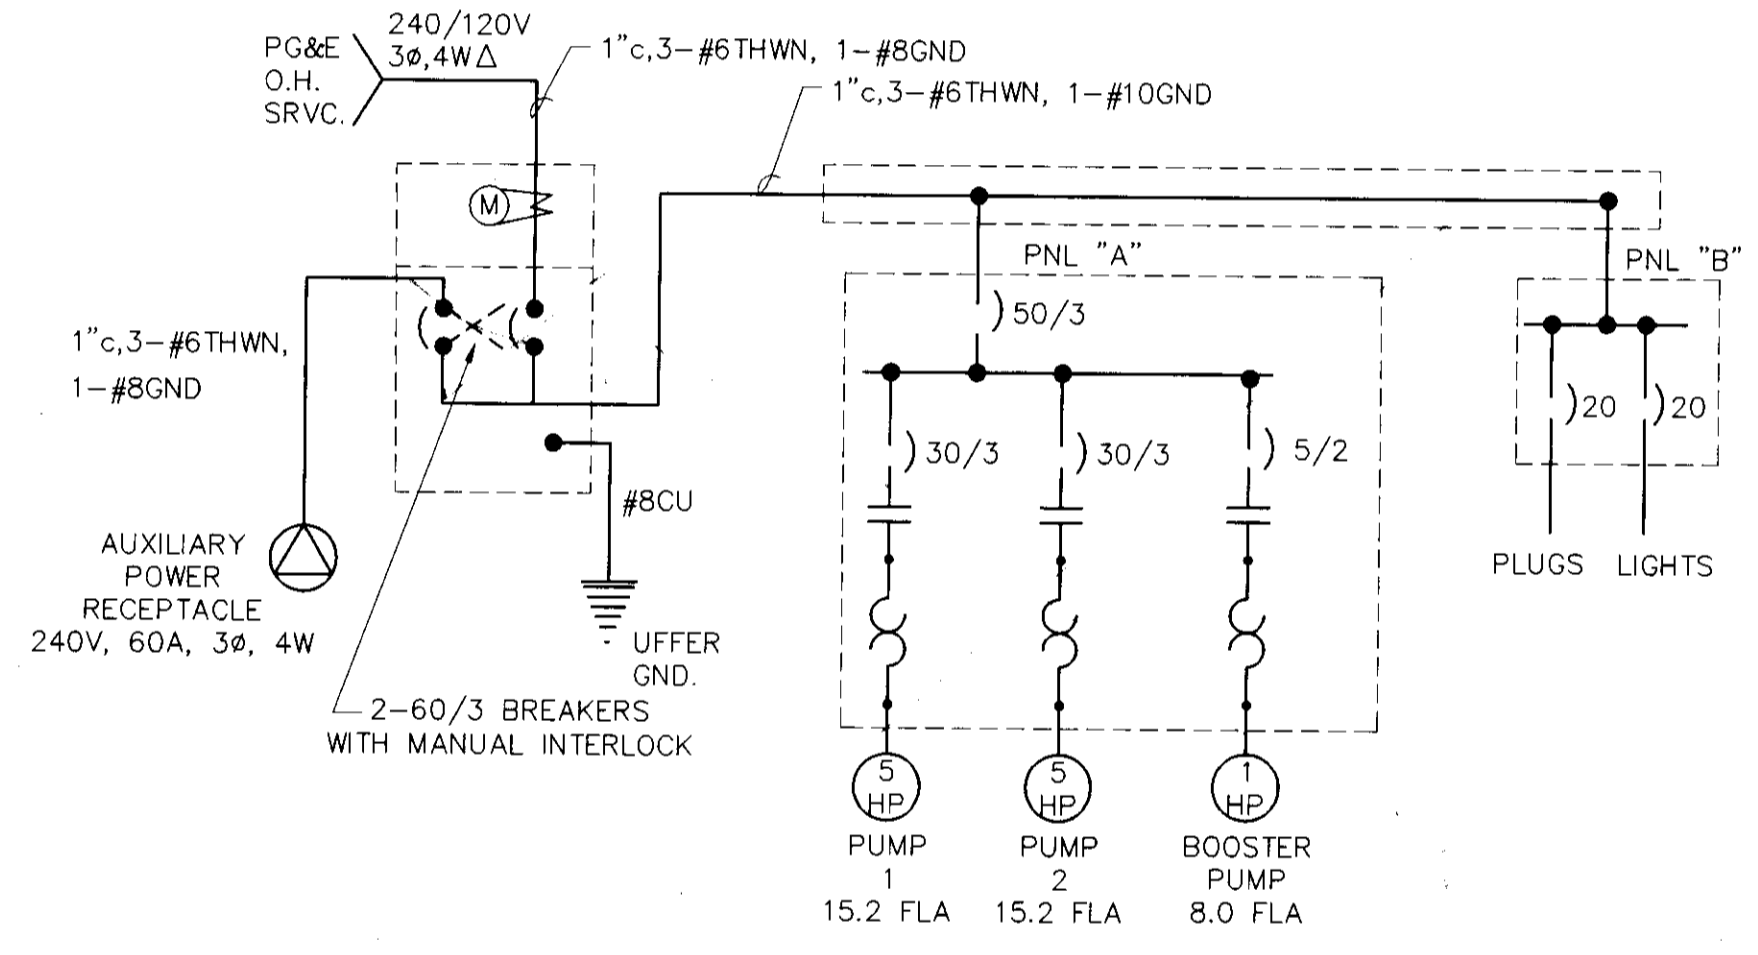 PG&E
O.H.
SRVC.
240/120V
3ø,4W∆
1"c,3-#6THWN, 1-#8GND
1"c,3-#6THWN, 1-#10GND
M
1"c,3-#6THWN,
1-#8GND
AUXILIARY
POWER
RECEPTACLE
240V, 60A, 3ø, 4W
#8CU
UFFER
GND.
2-60/3 BREAKERS
WITH MANUAL INTERLOCK
PNL "A"
50/3
30/3
30/3
5/2
5
HP
PUMP
1
15.2 FLA
5
HP
PUMP
2
15.2 FLA
1
HP
BOOSTER
PUMP
8.0 FLA
PNL "B"
20
20
PLUGS
LIGHTS